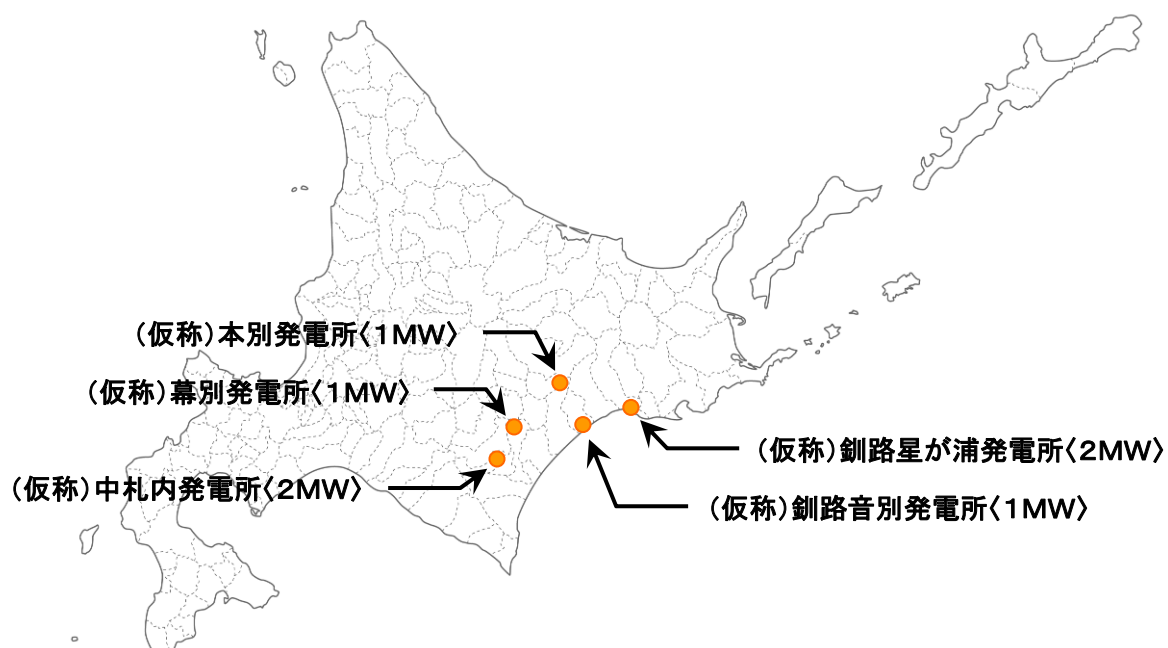 （仮称）本別発電所〈１ＭＷ〉
（仮称）幕別発電所〈１ＭＷ〉
（仮称）釧路星が浦発電所〈２ＭＷ〉
（仮称）中札内発電所〈２ＭＷ〉
（仮称）釧路音別発電所〈１ＭＷ〉